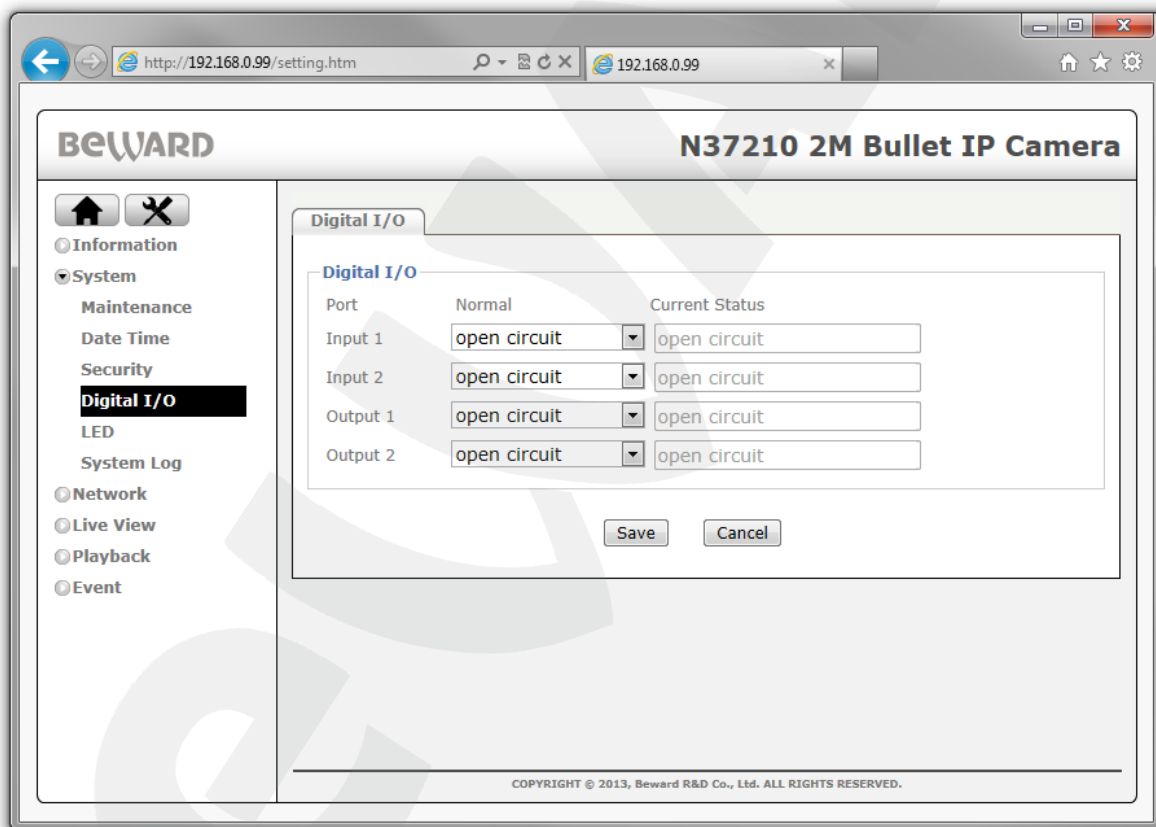 http://192.168.0.99/setting.htm
192.168.0.99
BEWARD
N37210 2M Bullet IP Camera
Information
System
Maintenance
Date Time
Security
Digital I/O
LED
System Log
Network
Live View
Playback
Event
Digital I/O
Digital I/O
Port Normal Current Status
Input 1 open circuit open circuit
Input 2 open circuit open circuit
Output 1 open circuit open circuit
Output 2 open circuit open circuit
Save Cancel
COPYRIGHT © 2013, Beward R&D Co., Ltd. ALL RIGHTS RESERVED.